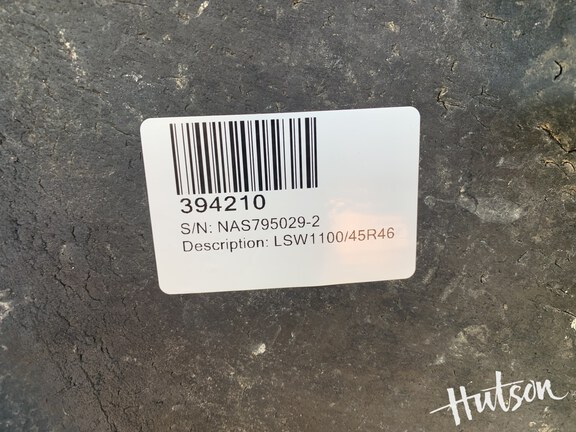 394210
S/N: NAS795029-2
Description: LSW1100/45R46
Hutson